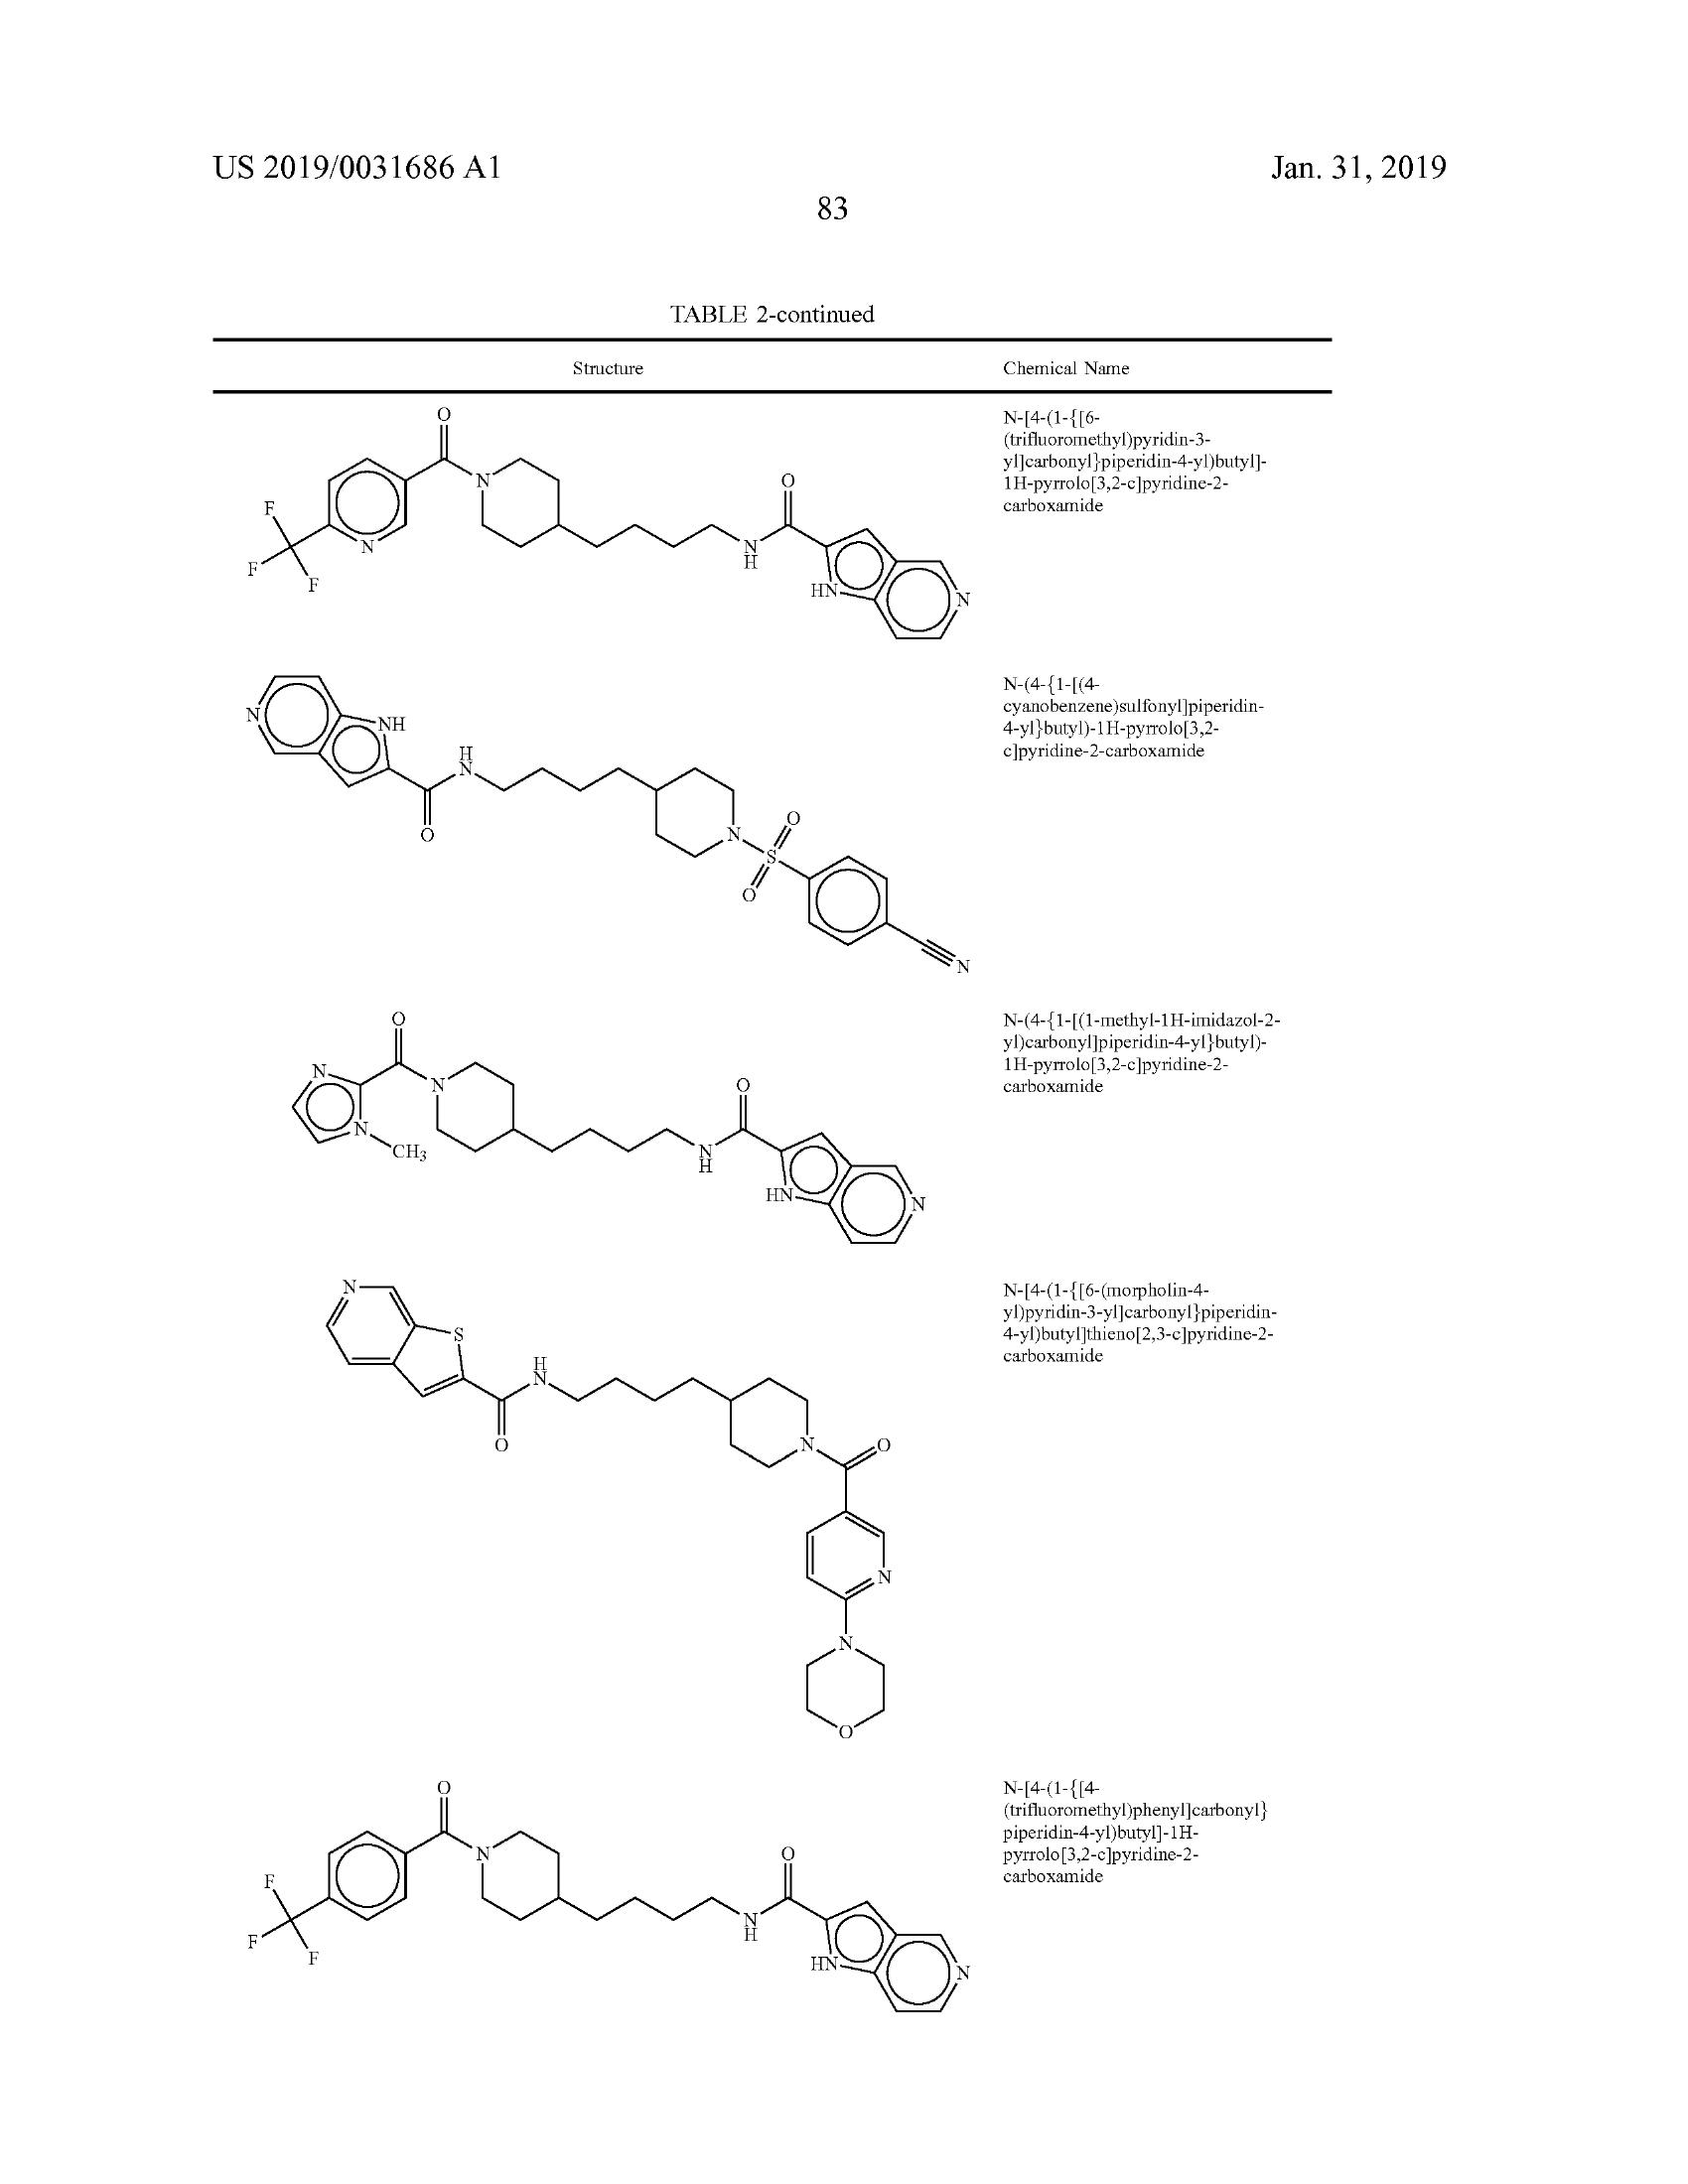 US 2019/0031686 A1
Jan. 31, 2019
83
TABLE 2-continued
Structure
Chemical Name
O
N
F
F
F
N
O
N
H
HN
N
N-[4-(1-{[6-
(trifluoromethyl)pyridin-3-
yl]carbonyl}piperidin-4-yl)butyl]-
1H-pyrrolo[3,2-c]pyridine-2-
carboxamide
N
NH
H
N
O
N
O
S
O
N
N-(4-{1-[(4-
cyanobenzene)sulfonyl]piperidin-
4-yl}butyl)-1H-pyrrolo[3,2-
c]pyridine-2-carboxamide
O
N
N
N
CH3
O
N
H
HN
N
N-(4-{1-[(1-methyl-1H-imidazol-2-
yl)carbonyl]piperidin-4-yl}butyl)-
1H-pyrrolo[3,2-c]pyridine-2-
carboxamide
N
S
H
N
O
N
O
N
N
O
N-[4-(1-{[6-(morpholin-4-
yl)pyridin-3-yl]carbonyl}piperidin-
4-yl)butyl]thieno[2,3-c]pyridine-2-
carboxamide
O
N
F
F
F
O
N
H
HN
N
N-[4-(1-{[4-
(trifluoromethyl)phenyl]carbonyl}
piperidin-4-yl)butyl]-1H-
pyrrolo[3,2-c]pyridine-2-
carboxamide